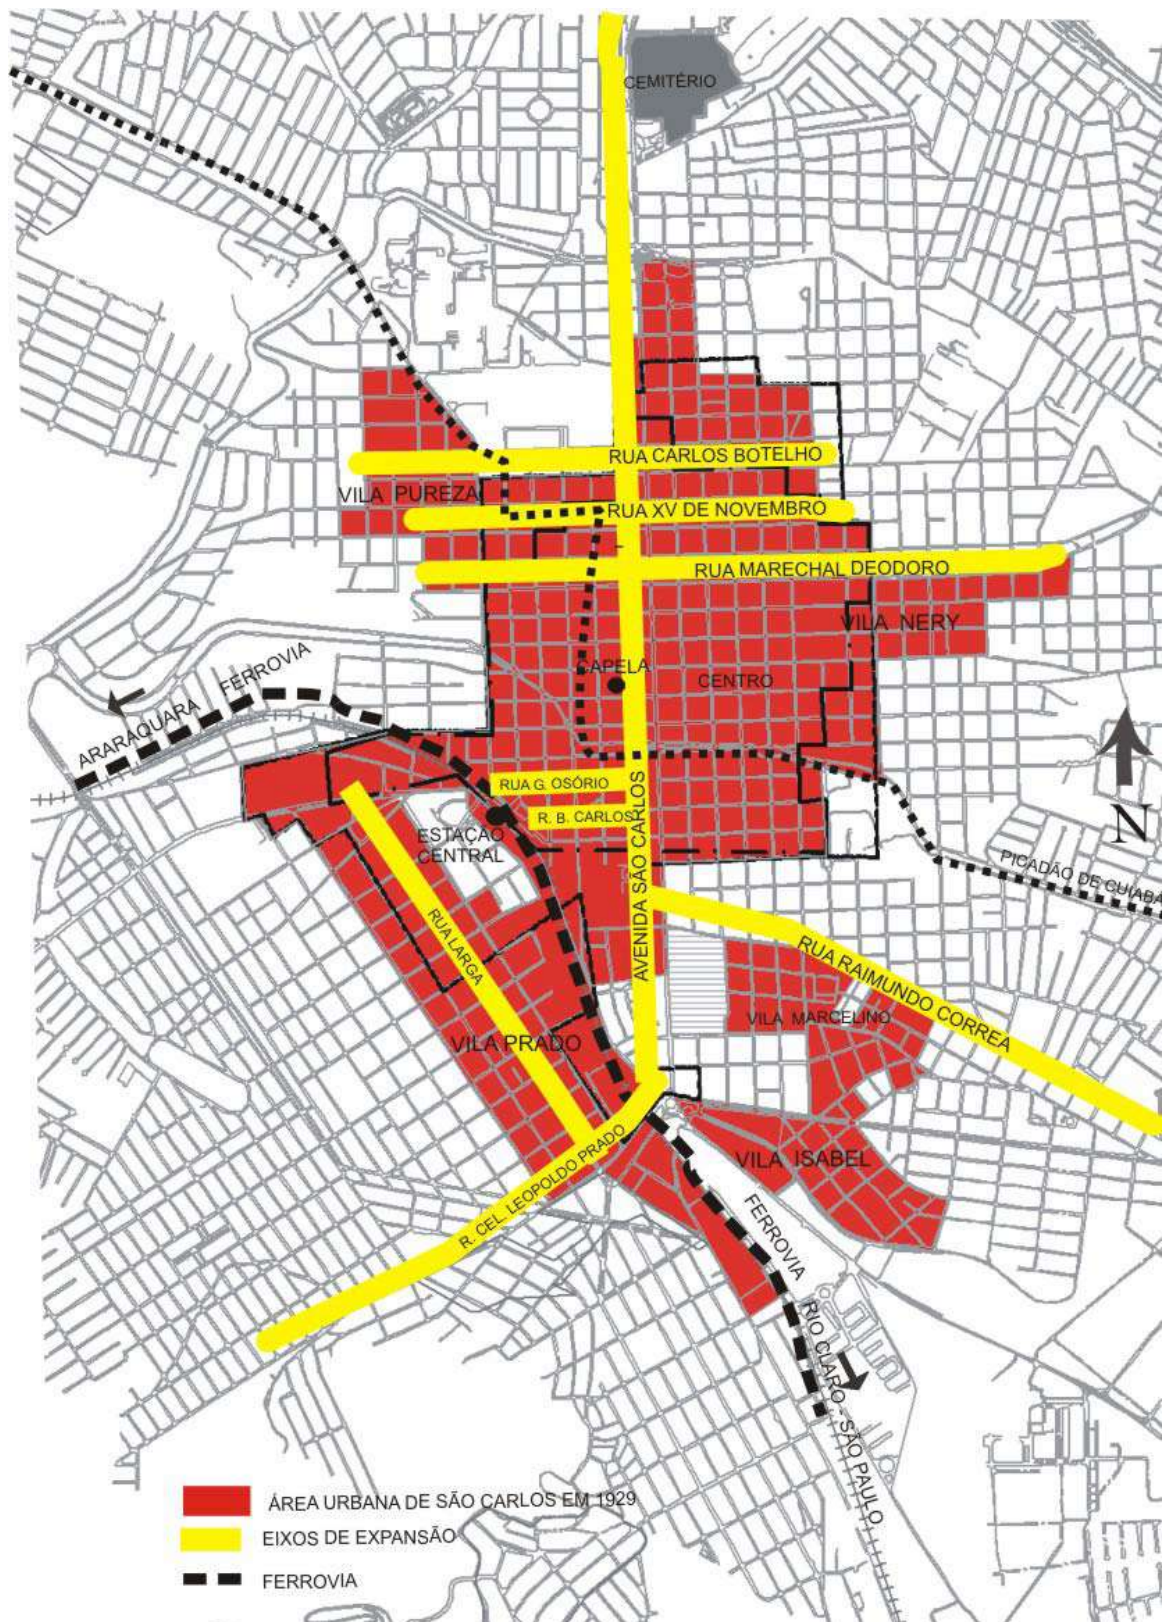 CEMITÉRIO
RUA CARLOS BOTELHO
VILA PUREZA
RUA XV DE NOVEMBRO
RUA MARECHAL DEODORO
VILA NERY
CAPELA
CENTRO
FERROVIA
ARARAQUARA
RUA G. OSÓRIO
R. B. CARLOS
ESTAÇÃO
CENTRAL
AVENIDA SÃO CARLOS
N
PICADÃO DE CUIABÁ
RUA LARGA
RUA RAIMUNDO CORREA
VILA MARCELINO
VILA PRADO
VILA ISABEL
R. CEL. LEOPOLDO PRADO
FERROVIA
RIO CLARO - SÃO PAULO
ÁREA URBANA DE SÃO CARLOS EM 1929
EIXOS DE EXPANSÃO
FERROVIA